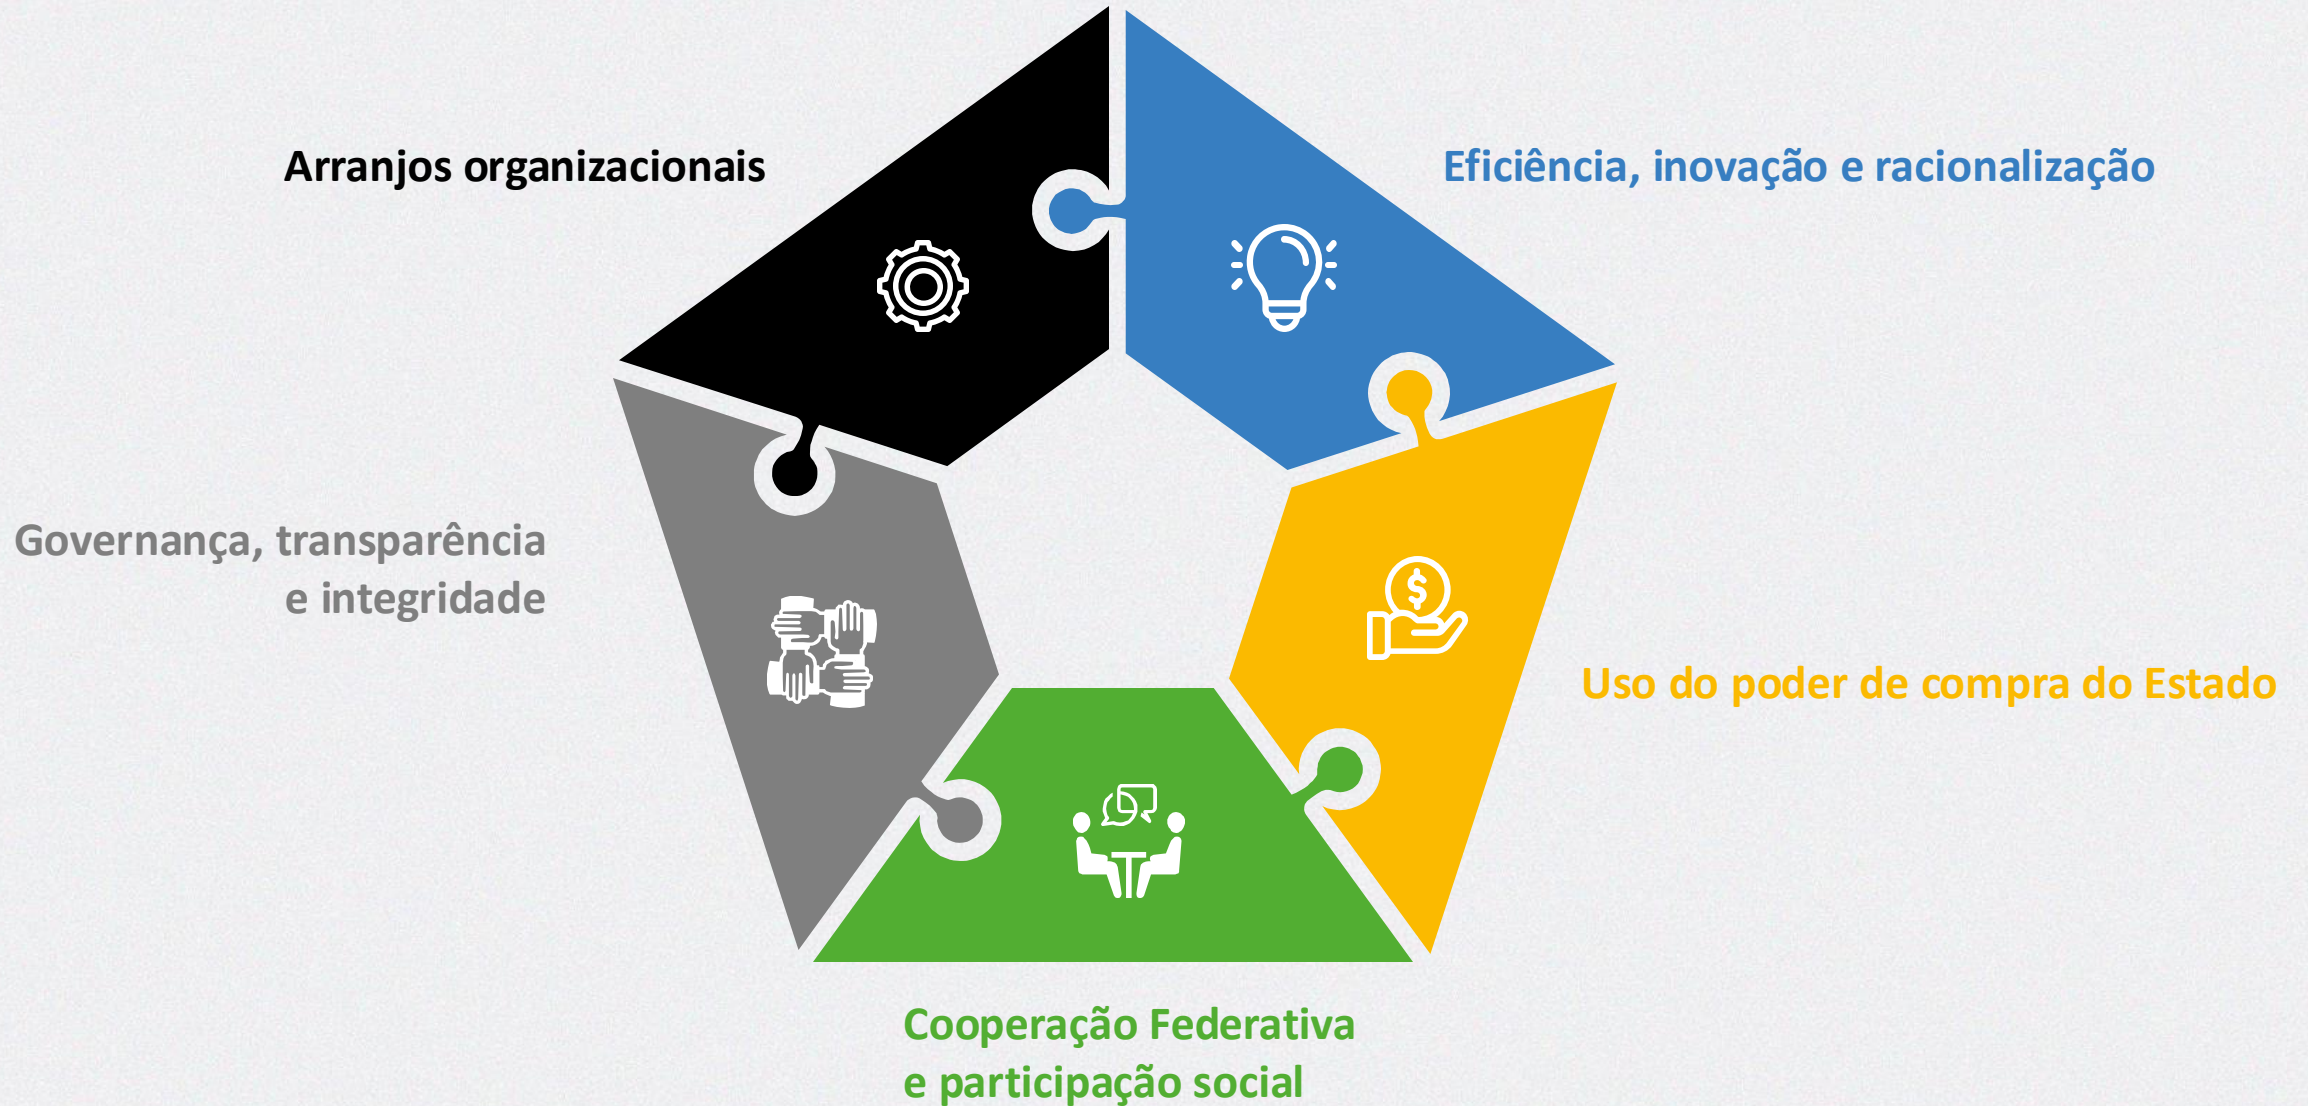 Arranjos organizacionais
Eficiência, inovação e racionalização
Governança, transparência
e integridade
Uso do poder de compra do Estado
Cooperação Federativa
e participação social